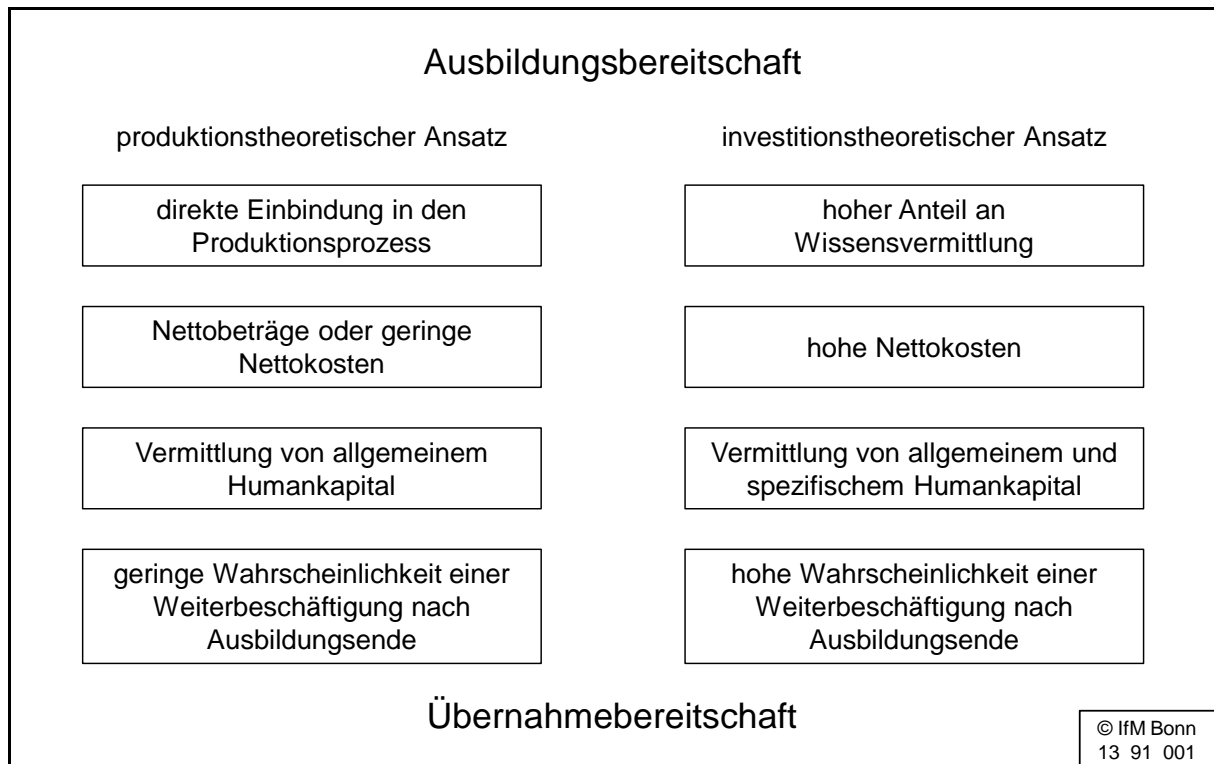 Ausbildungsbereitschaft
produktionstheoretischer Ansatz
investitionstheoretischer Ansatz
direkte Einbindung in den
Produktionsprozess
hoher Anteil an
Wissensvermittlung
Nettobeträge oder geringe
Nettokosten
hohe Nettokosten
Vermittlung von allgemeinem
Humankapital
Vermittlung von allgemeinem und
spezifischem Humankapital
geringe Wahrscheinlichkeit einer
Weiterbeschäftigung nach
Ausbildungsende
hohe Wahrscheinlichkeit einer
Weiterbeschäftigung nach
Ausbildungsende
Übernahmebereitschaft
© IfM Bonn
13 91 001